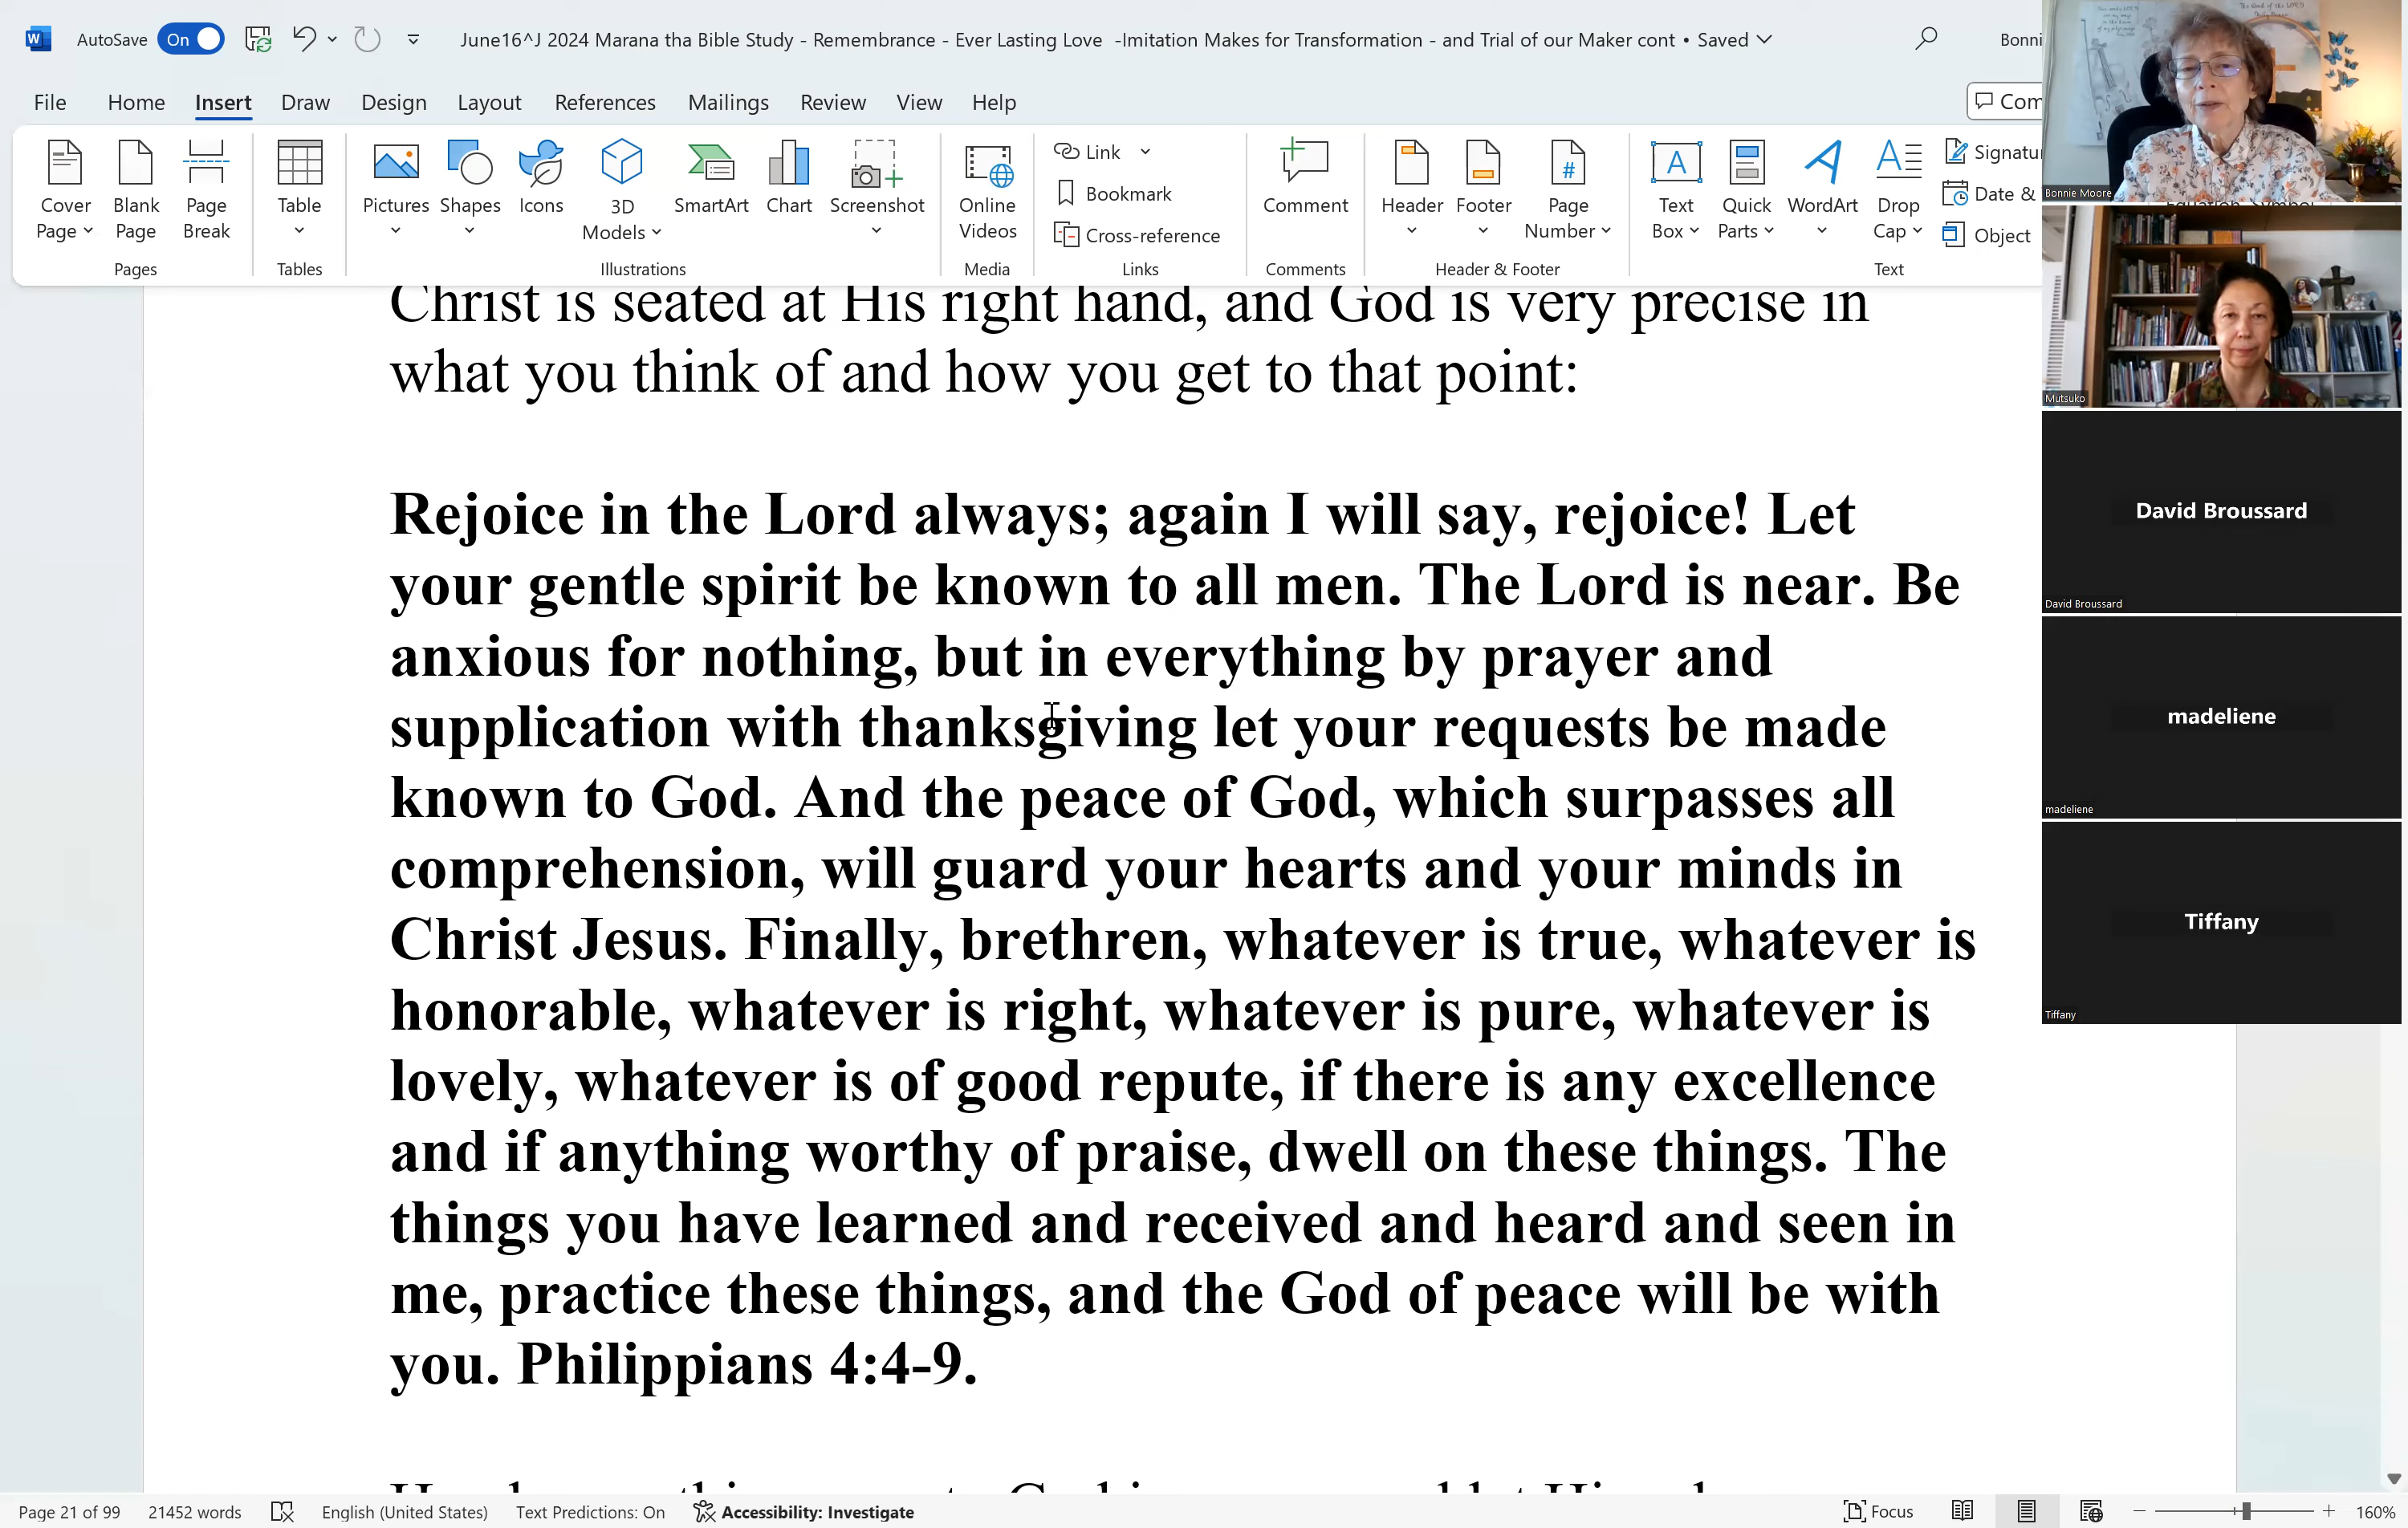 AutoSave On June16^J 2024 Marana tha Bible Study - Remembrance - Ever Lasting Love -Imitation Makes for Transformation - and Trial of our Maker cont • Saved Bonni
File Home Insert Draw Design Layout References Mailings Review View Help Com
Cover Page Blank Page Page Break Table Pictures Shapes Icons 3D Models SmartArt Chart Screenshot Online Videos Link Bookmark Cross-reference Comment Header Footer Page Number Text Box Quick Parts WordArt Drop Cap Signatu Date & Object
Pages Tables Illustrations Media Links Comments Header & Footer Text
Christ is seated at His right hand, and God is very precise in
what you think of and how you get to that point:
Rejoice in the Lord always; again I will say, rejoice! Let
your gentle spirit be known to all men. The Lord is near. Be
anxious for nothing, but in everything by prayer and
supplication with thanksgiving let your requests be made
known to God. And the peace of God, which surpasses all
comprehension, will guard your hearts and your minds in
Christ Jesus. Finally, brethren, whatever is true, whatever is
honorable, whatever is right, whatever is pure, whatever is
lovely, whatever is of good repute, if there is any excellence
and if anything worthy of praise, dwell on these things. The
things you have learned and received and heard and seen in
me, practice these things, and the God of peace will be with
you. Philippians 4:4-9.
Bonnie Moore
Mutsuko
David Broussard
David Broussard
madeliene
madeliene
Tiffany
Tiffany
Page 21 of 99 21452 words English (United States) Text Predictions: On Accessibility: Investigate Focus 160%